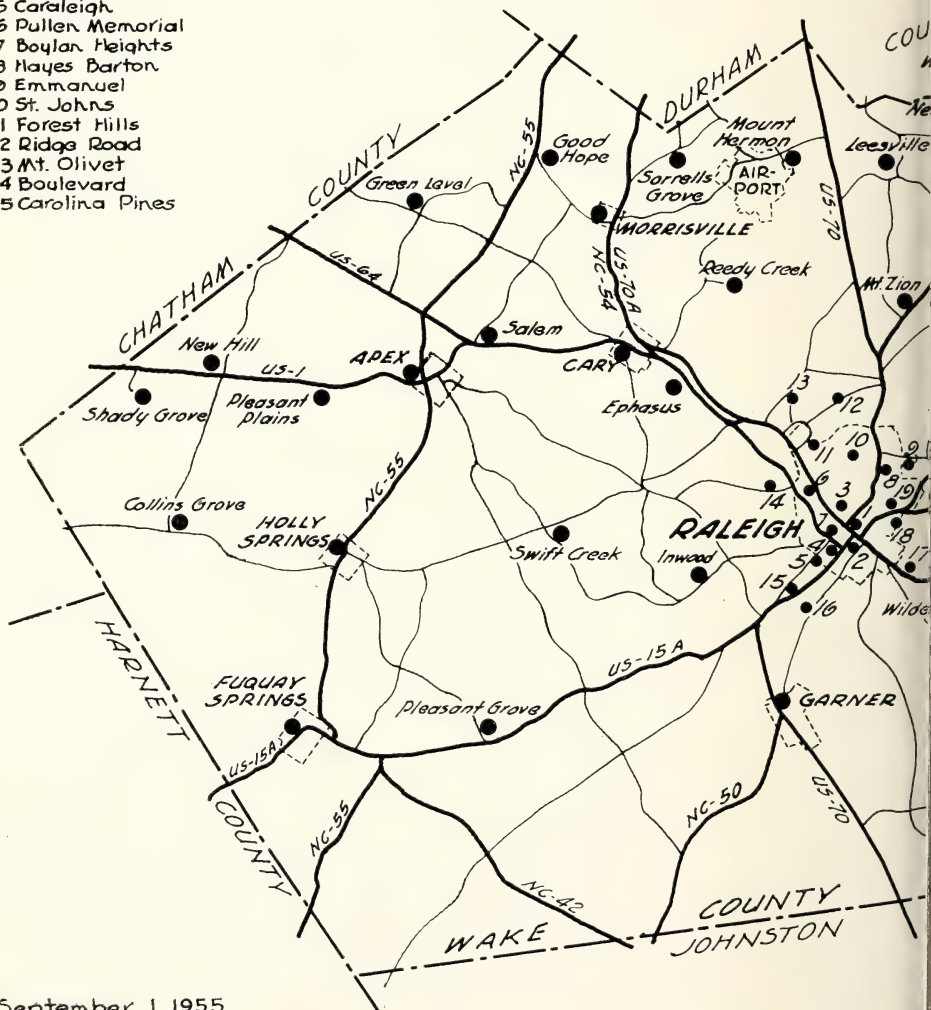 5 Caraleigh
6 Pullen Memorial
7 Boylan Heights
8 Hayes Barton
9 Emmanuel
0 St. Johns
1 Forest Hills
2 Ridge Road
3 Mt. Olivet
4 Boulevard
5 Carolina Pines
COU
DURHAM
COUNTY
NC-55
Good
Hope
Mount
Hermon
AIR-
PORT
Leesville
Sorrells
Grove
Green Level
MORRISVILLE
US-70
US-64
NC-54
US-70A
Reedy Creek
Mt. Zion
CHATHAM
New Hill
US-1
APEX
Salem
CARY
Shady Grove
Pleasant
Plains
Ephasus
13
12
11
10
9
8
19
6
3
14
7
18
4
5
2
17
15
16
RALEIGH
NC-55
Collins Grove
HOLLY
SPRINGS
Swift Creek
Inwood
Wilde
HARNETT
COUNTY
FUQUAY
SPRINGS
Pleasant Grove
US-15A
GARNER
US-15A
NC-55
NC-42
NC-50
US-70
WAKE
COUNTY
JOHNSTON
September 1, 1955